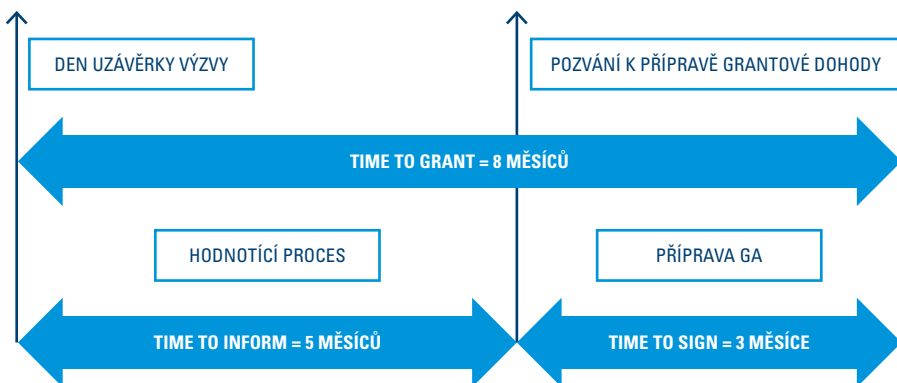 DEN UZÁVĚRKY VÝZVY
POZVÁNÍ K PŘÍPRAVĚ GRANTOVÉ DOHODY
TIME TO GRANT = 8 MĚSÍCŮ
HODNOTÍCÍ PROCES
PŘÍPRAVA GA
TIME TO INFORM = 5 MĚSÍCŮ
TIME TO SIGN = 3 MĚSÍCE